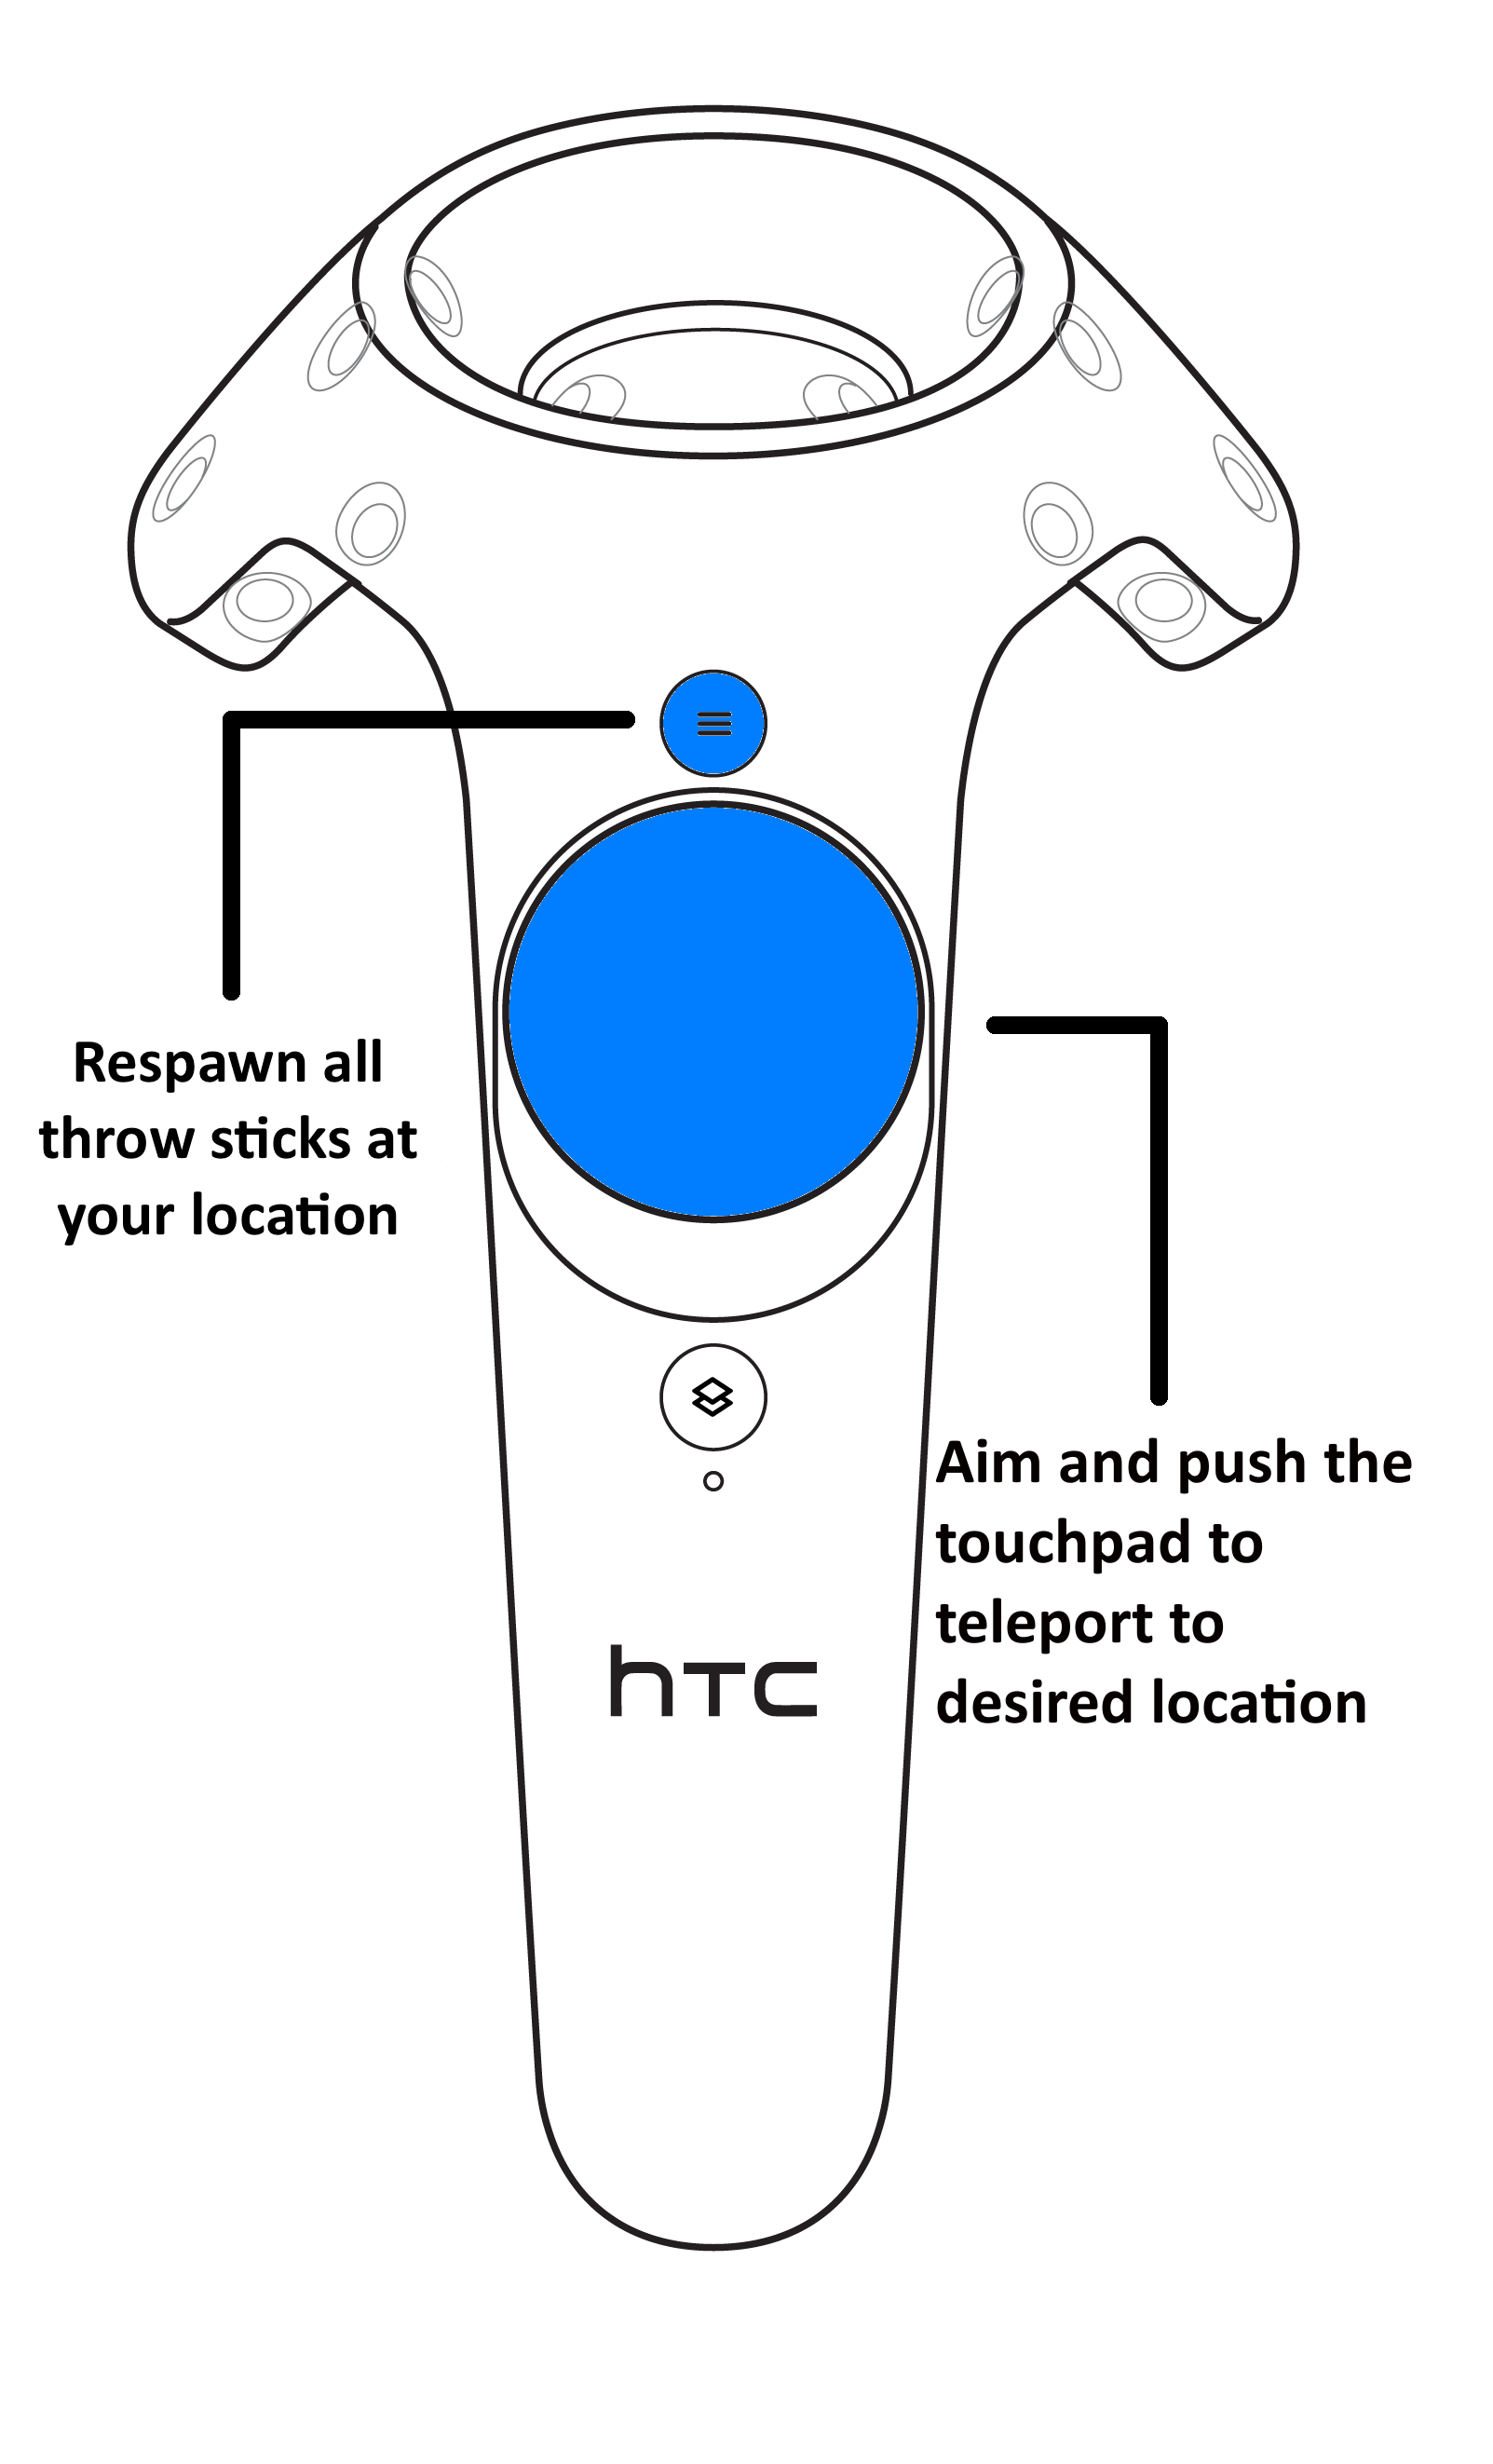 Respawn all
throw sticks at
your location
Aim and push the
touchpad to
teleport to
desired location
hTC